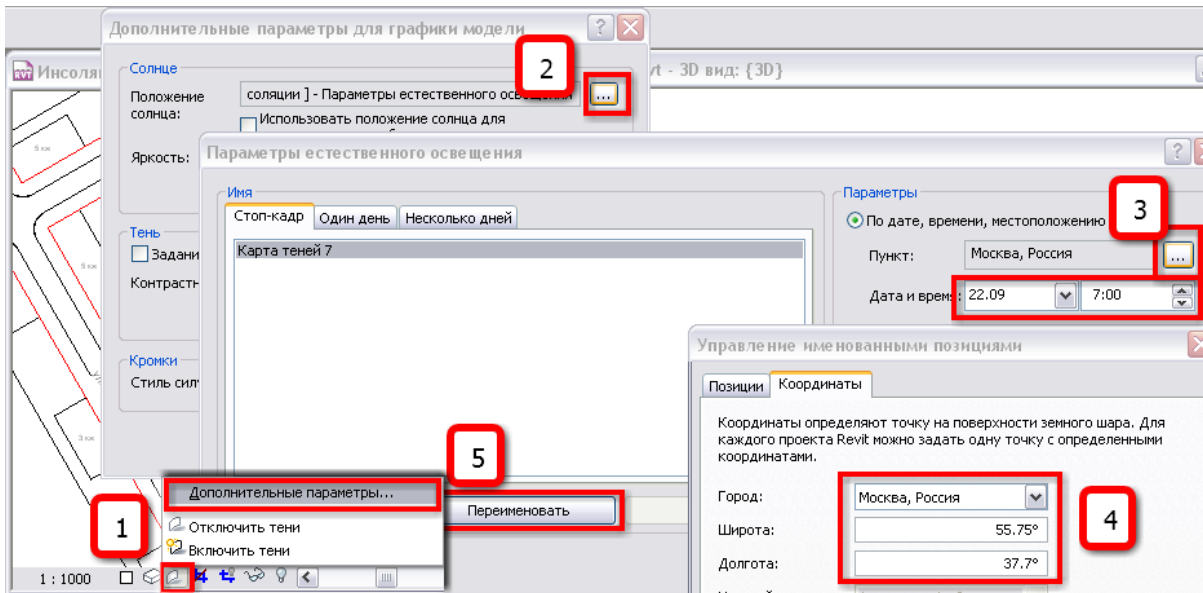 Дополнительные параметры для графики модели
2
Инсоля
vt - 3D вид: {3D}
Солнце
Положение солнца:
соляции ] - Параметры естественного освещения
...
Использовать положение солнца для
Яркость:
Параметры естественного освещения
Имя
Стоп-кадр Один день Несколько дней
Карта теней 7
Параметры
По дате, времени, местоположению
3
Пункт: Москва, Россия ...
Дата и время: 22.09 7:00
Тень
Задани
Контрастн
Кромки
Стиль сил
Управление именованными позициями
Позиции Координаты
Координаты определяют точку на поверхности земного шара. Для
каждого проекта Revit можно задать одну точку с определенными
координатами.
Город: Москва, Россия
Широта: 55.75°
Долгота: 37.7°
4
5
Переименовать
Дополнительные параметры...
1
Отключить тени
Включить тени
1 : 1000